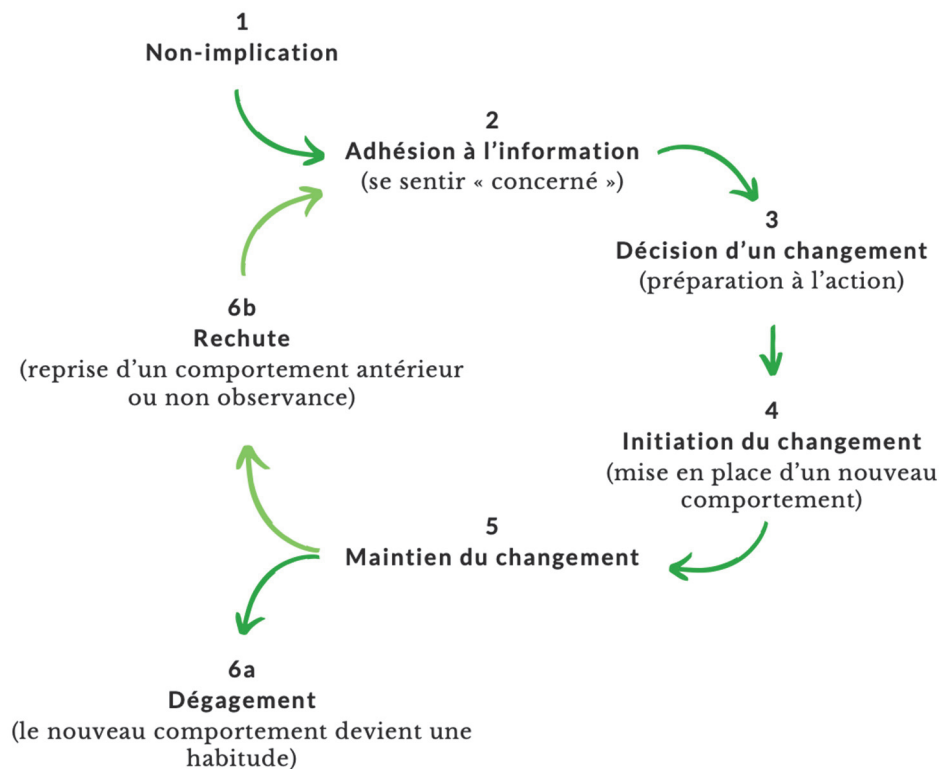 1
Non-implication
2
Adhésion à l’information
(se sentir « concerné »)
3
Décision d’un changement
(préparation à l’action)
4
Initiation du changement
(mise en place d’un nouveau
comportement)
5
Maintien du changement
6a
Dégagement
(le nouveau comportement devient une
habitude)
6b
Rechute
(reprise d’un comportement antérieur
ou non observance)